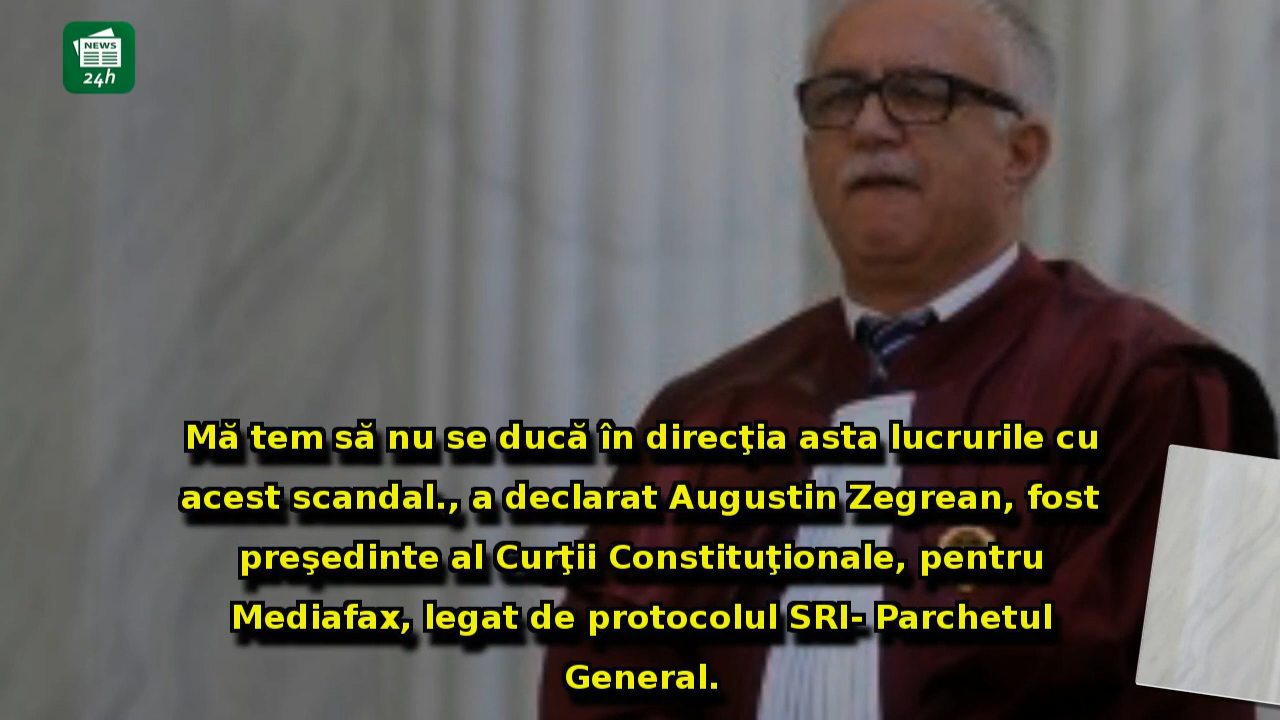 NEWS
24h
Mă tem să nu se ducă în direcţia asta lucrurile cu
acest scandal., a declarat Augustin Zegrean, fost
preşedinte al Curţii Constituţionale, pentru
Mediafax, legat de protocolul SRI- Parchetul
General.